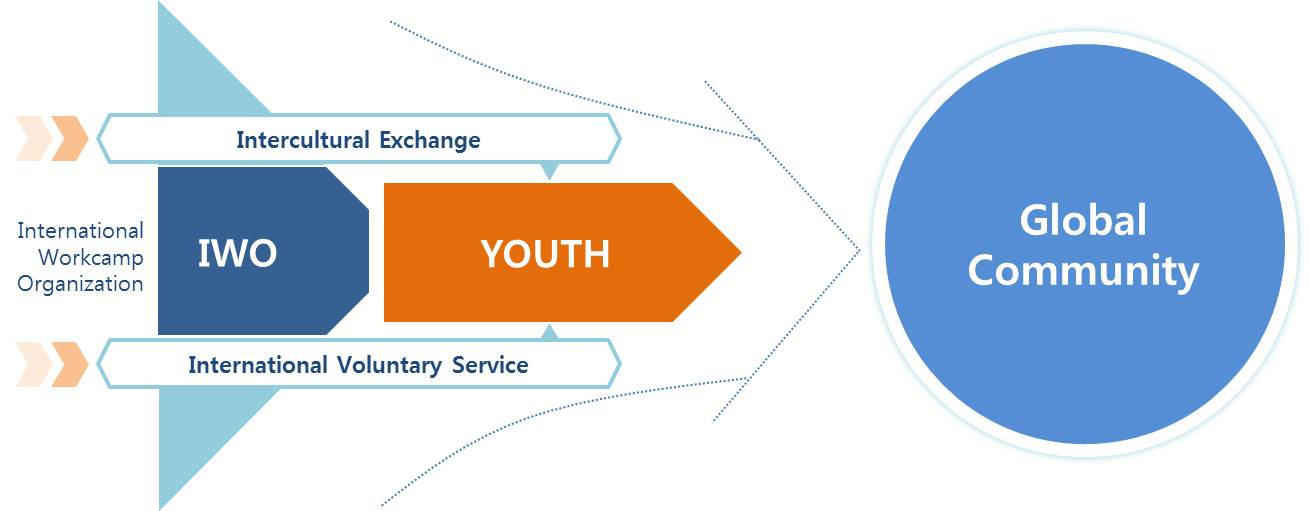 Intercultural Exchange
International
Workcamp
Organization
IWO
YOUTH
Global
Community
International Voluntary Service